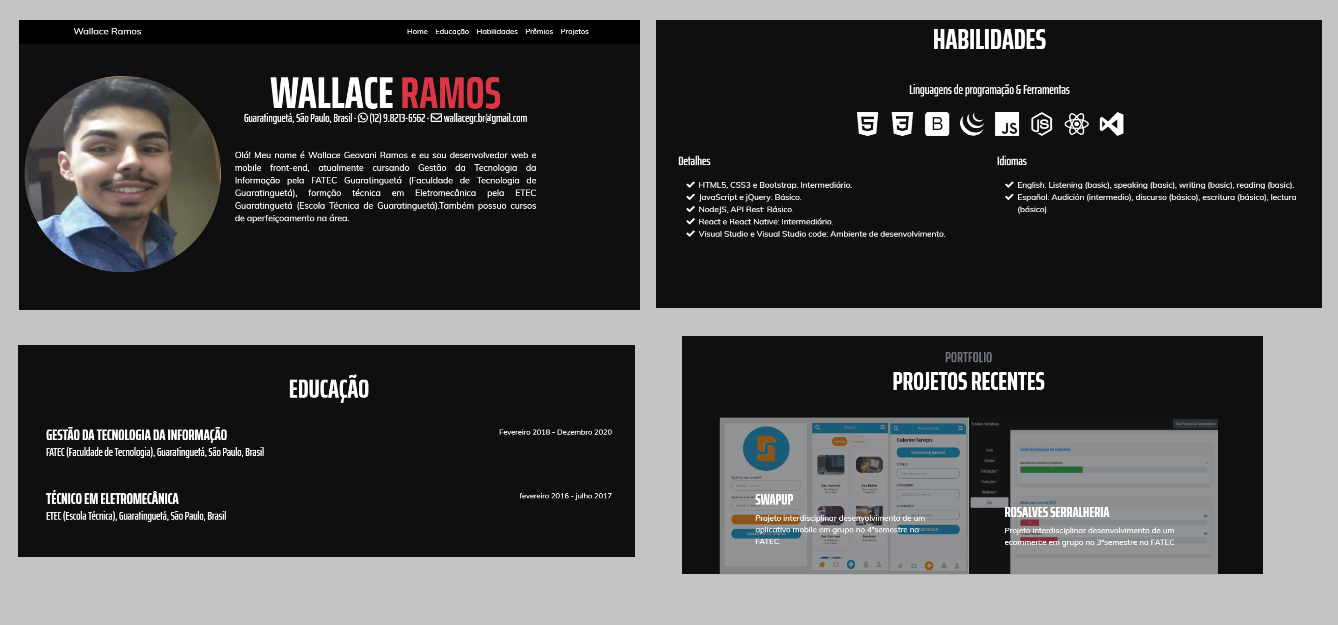 Wallace Ramos
Home Educação Habilidades Prêmios Projetos
WALLACE RAMOS
Guaratinguetá, São Paulo, Brasil · (12) 9.8213-6562 · wallacegr.br@gmail.com
Olá! Meu nome é Wallace Geovani Ramos e eu sou desenvolvedor web e
mobile front-end, atualmente cursando Gestão da Tecnologia da
Informação pela FATEC Guaratinguetá (Faculdade de Tecnologia de
Guaratinguetá), formção técnica em Eletromecânica pela ETEC
Guaratinguetá (Escola Técnica de Guaratinguetá).Também possuo cursos
de aperfeiçoamento na área.
HABILIDADES
Linguagens de programação & Ferramentas
B JS JS
Detalhes
HTML5, CSS3 e Bootstrap: Intermediário.
JavaScript e jQuery: Básico.
NodeJS, API Rest: Básico.
React e React Native: Intermediário.
Visual Studio e Visual Studio code: Ambiente de desenvolvimento.
Idiomas
English: Listening (basic), speaking (basic), writing (basic), reading (basic).
Español: Audición (intermedio), discurso (básico), escritura (básico), lectura
(básico).
EDUCAÇÃO
GESTÃO DA TECNOLOGIA DA INFORMAÇÃO
Fevereiro 2018 - Dezembro 2020
FATEC (Faculdade de Tecnologia), Guaratinguetá, São Paulo, Brasil
TÉCNICO EM ELETROMECÂNICA
fevereiro 2016 - julho 2017
ETEC (Escola Técnica), Guaratinguetá, São Paulo, Brasil
PORTFOLIO
PROJETOS RECENTES
Cadastrar Serviços
SWAPUP
Projeto interdisciplinar desenvolvimento de um
aplicativo mobile em grupo no 4ºsemestre na
FATEC
ROSALVES SERRALHERIA
Projeto interdisciplinar desenvolvimento de
ecommerce em grupo no 3ºsemestre na FATEC